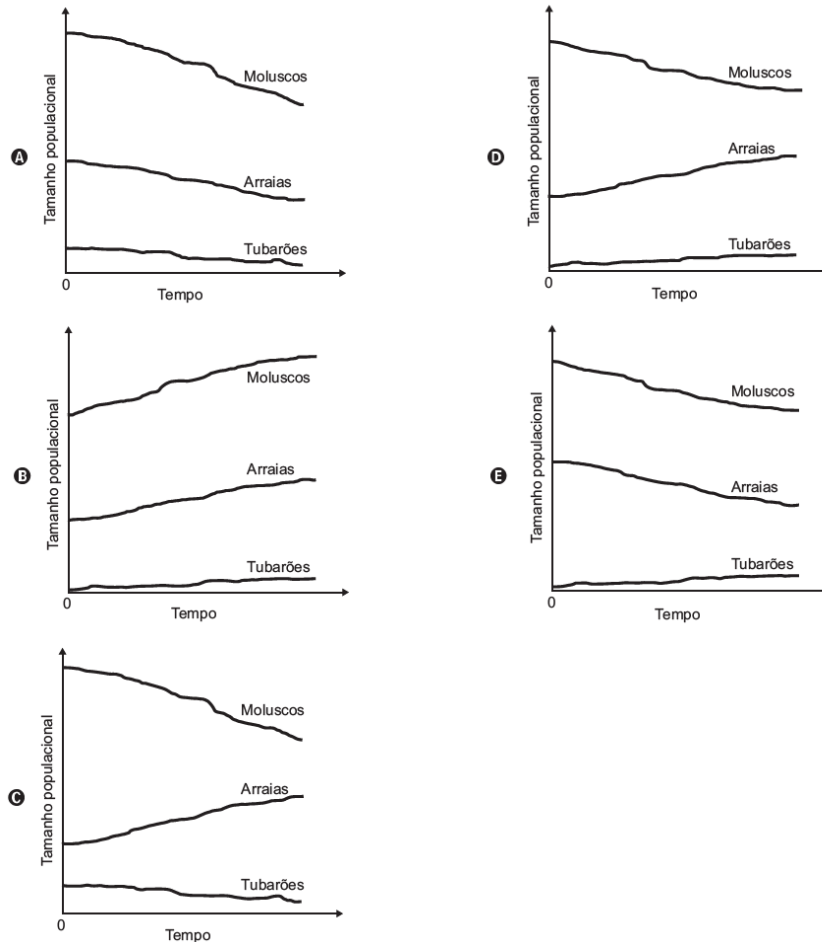 A
Tamanho populacional
Moluscos
Arraias
Tubarões
0
Tempo
B
Tamanho populacional
Moluscos
Arraias
Tubarões
0
Tempo
C
Tamanho populacional
Moluscos
Arraias
Tubarões
0
Tempo
D
Tamanho populacional
Moluscos
Arraias
Tubarões
0
Tempo
E
Tamanho populacional
Moluscos
Arraias
Tubarões
0
Tempo